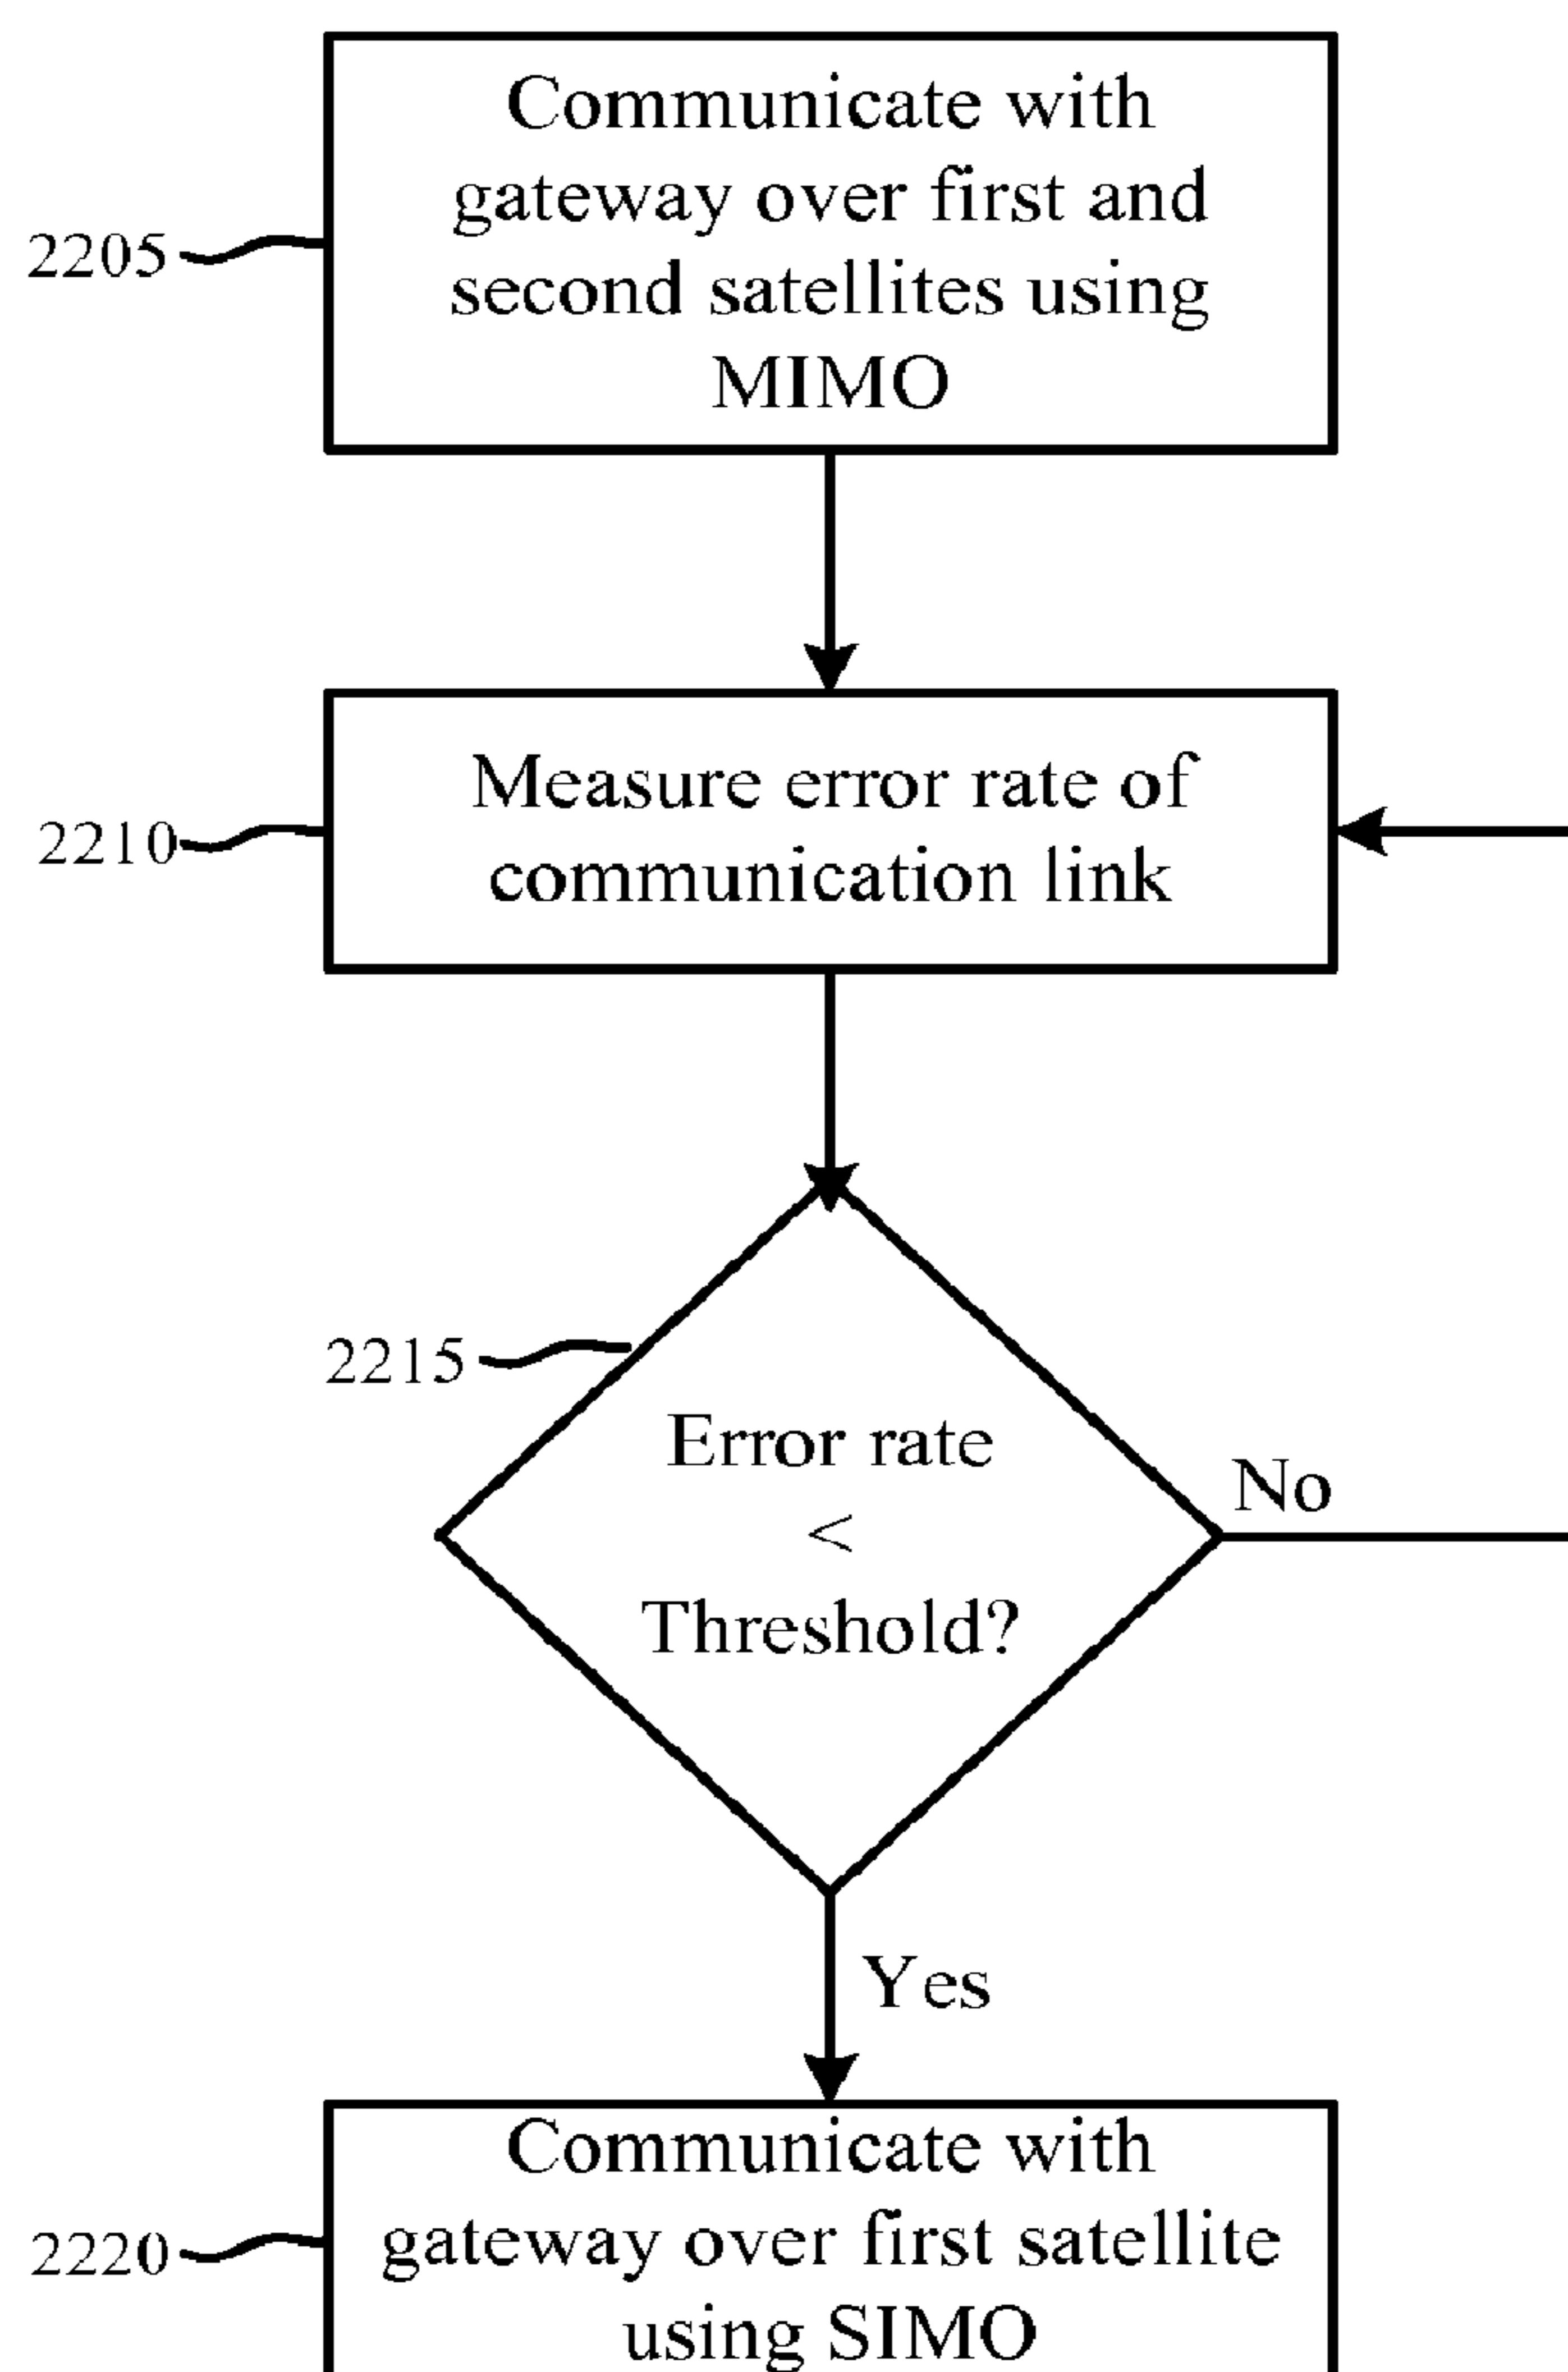 Communicate with
gateway over first and
second satellites using
MIMO
2205
Measure error rate of
communication link
2210
2215
Error rate
<
Threshold?
No
Yes
Communicate with
gateway over first satellite
using SIMO
2220